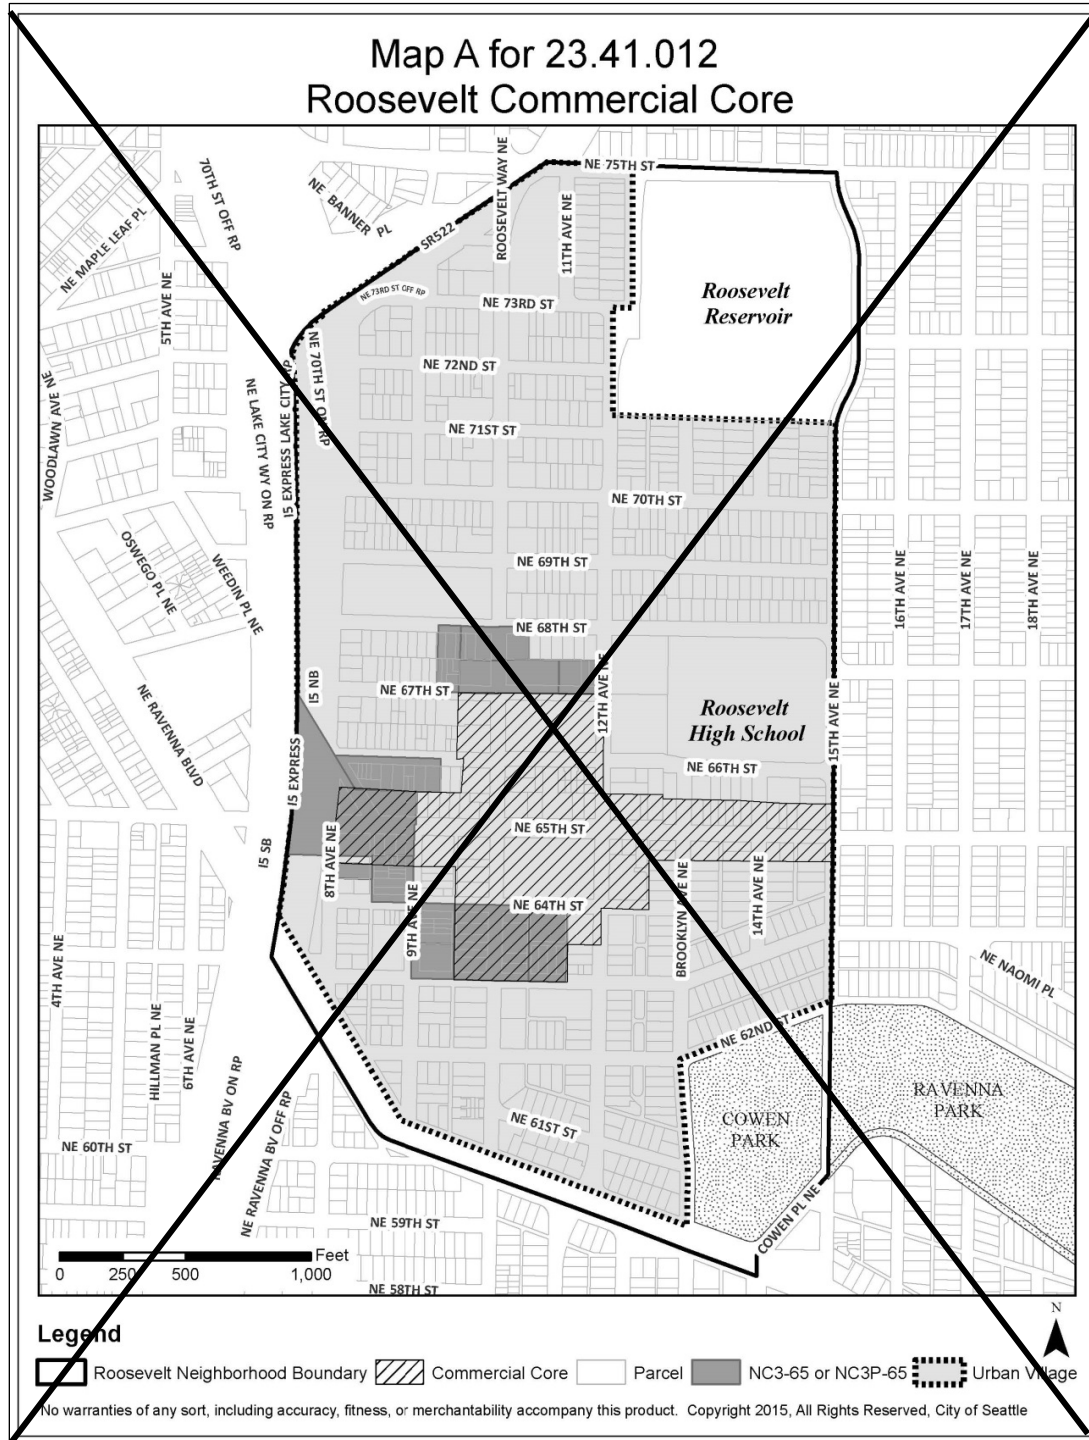 Map A for 23.41.012
Roosevelt Commercial Core
NE 75TH ST
70TH ST OFF RP
NE BANNER PL
ROOSEVELT WAY NE
SR522
11TH AVE NE
NE MAPLE LEAF PL
5TH AVE NE
NE 73RD ST OFF RP
NE 73RD ST
Roosevelt
Reservoir
NE 70TH ST ON RP
NE 72ND ST
WOODLAWN AVE NE
NE LAKE CITY WY ON RP
I5 EXPRESS LAKE CITY RP
NE 71ST ST
NE 70TH ST
OSWEGO PL NE
WEEDIN PL NE
NE 69TH ST
16TH AVE NE
17TH AVE NE
18TH AVE NE
NE 68TH ST
I5 NB
NE 67TH ST
12TH AVE NE
Roosevelt
High School
15TH AVE NE
NE RAVENNA BLVD
I5 EXPRESS
NE 66TH ST
I5 SB
8TH AVE NE
NE 65TH ST
9TH AVE NE
NE 64TH ST
BROOKLYN AVE NE
14TH AVE NE
4TH AVE NE
HILLMAN PL NE
6TH AVE NE
NE NAOMI PL
NE 62ND ST
RAVENNA BV ON RP
NE RAVENNA BV OFF RP
COWEN
PARK
RAVENNA
PARK
NE 61ST ST
NE 60TH ST
NE 59TH ST
COWEN PL NE
NE 58TH ST
Feet
0 250 500 1,000
N
Legend
Roosevelt Neighborhood Boundary Commercial Core Parcel NC3-65 or NC3P-65 Urban Village
No warranties of any sort, including accuracy, fitness, or merchantability accompany this product. Copyright 2015, All Rights Reserved, City of Seattle